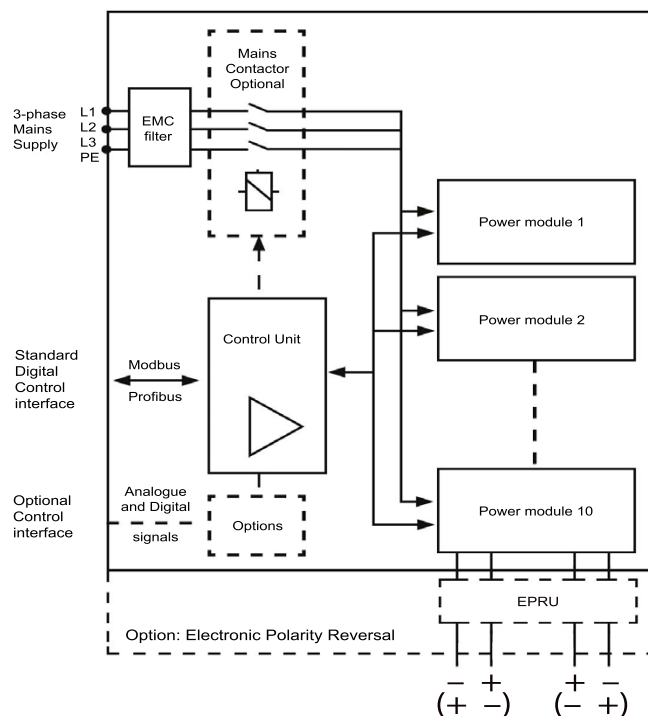 Mains
Contactor
Optional
3-phase
Mains
Supply
L1
L2
L3
PE
EMC
filter
Power module 1
Power module 2
Control Unit
Standard
Digital
Control
interface
Modbus
Profibus
Optional
Control
interface
Analogue
and Digital
signals
Options
Power module 10
EPRU
Option: Electronic Polarity Reversal
− + + −
(+ −) (− +)